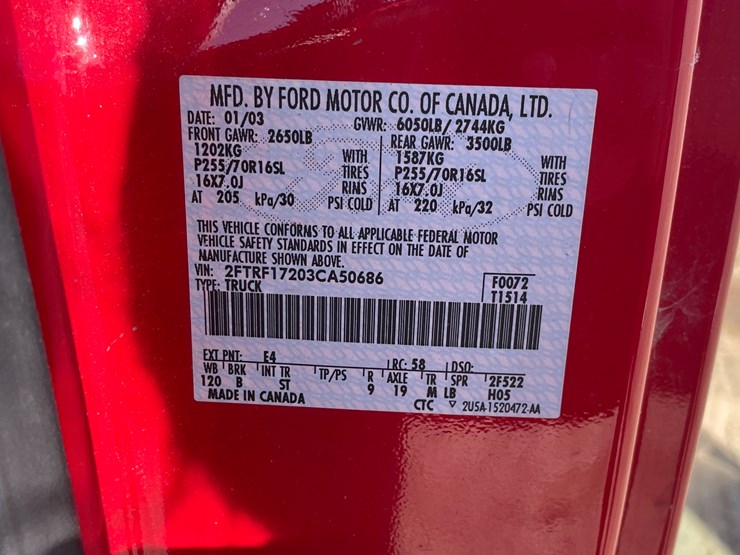 MFD. BY FORD MOTOR CO. OF CANADA, LTD.
DATE: 01/03 GVWR: 6050LB/ 2744KG
FRONT GAWR: 2650LB REAR GAWR: 3500LB
1202KG WITH 1587KG WITH
P255/70R16SL TIRES P255/70R16SL TIRES
16X7.0J RIMS 16X7.0J RIMS
AT 205 kPa/30 PSI COLD AT 220 kPa/32 PSI COLD
THIS VEHICLE CONFORMS TO ALL APPLICABLE FEDERAL MOTOR
VEHICLE SAFETY STANDARDS IN EFFECT ON THE DATE OF
MANUFACTURE SHOWN ABOVE.
VIN: 2FTRF17203CA50686 F0072
TYPE: TRUCK T1514
EXT PNT: E4 RC: 58 DSO:
WB BRK INT TR TP/PS R AXLE TR SPR 2F522
120 B ST 9 19 M LB H05
MADE IN CANADA CTC ▽ 2U5A-1520472-AA